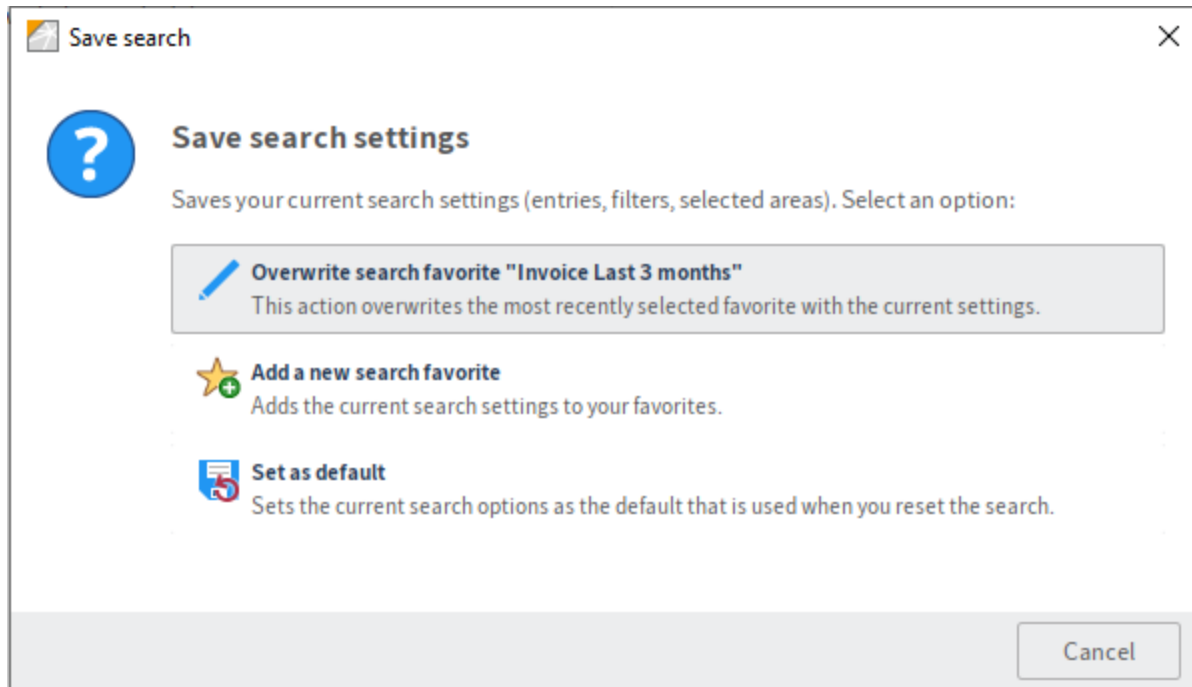 Save search
Save search settings
Saves your current search settings (entries, filters, selected areas). Select an option:
Overwrite search favorite "Invoice Last 3 months"
This action overwrites the most recently selected favorite with the current settings.
Add a new search favorite
Adds the current search settings to your favorites.
Set as default
Sets the current search options as the default that is used when you reset the search.
Cancel